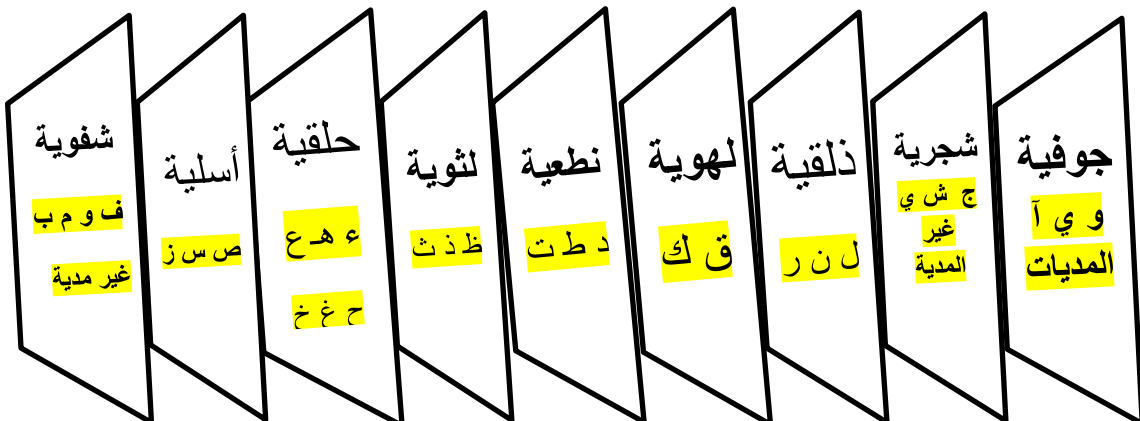 جوفية
و ي آ
المديات
شجرية
ج ش ي
غير
المدية
ذلقية
ل ن ر
لهوية
ق ك
نطعية
د ط ت
لثوية
ظ ذ ث
حلقية
ء هـ ع
ح غ خ
أسلية
ص س ز
شفوية
ف و م ب
غير مدية